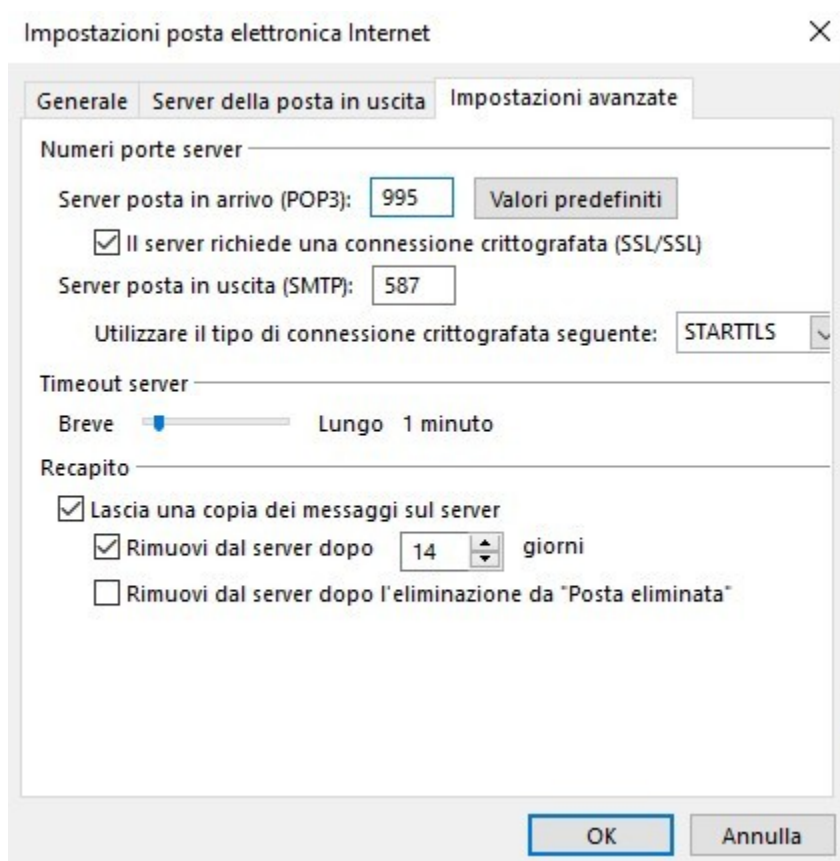 Impostazioni posta elettronica Internet
Generale Server della posta in uscita Impostazioni avanzate
Numeri porte server
Server posta in arrivo (POP3): 995 Valori predefiniti
Il server richiede una connessione crittografata (SSL/SSL)
Server posta in uscita (SMTP): 587
Utilizzare il tipo di connessione crittografata seguente: STARTTLS
Timeout server
Breve Lungo 1 minuto
Recapito
Lascia una copia dei messaggi sul server
Rimuovi dal server dopo 14 giorni
Rimuovi dal server dopo l'eliminazione da "Posta eliminata"
OK Annulla